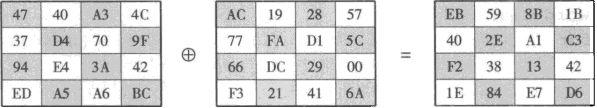 47 40 A3 4C AC 19 28 57 EB 59 8B 1B
37 D4 70 9F 77 FA D1 5C 40 2E A1 C3
⊕ =
94 E4 3A 42 66 DC 29 00 F2 38 13 42
ED A5 A6 BC F3 21 41 6A 1E 84 E7 D6